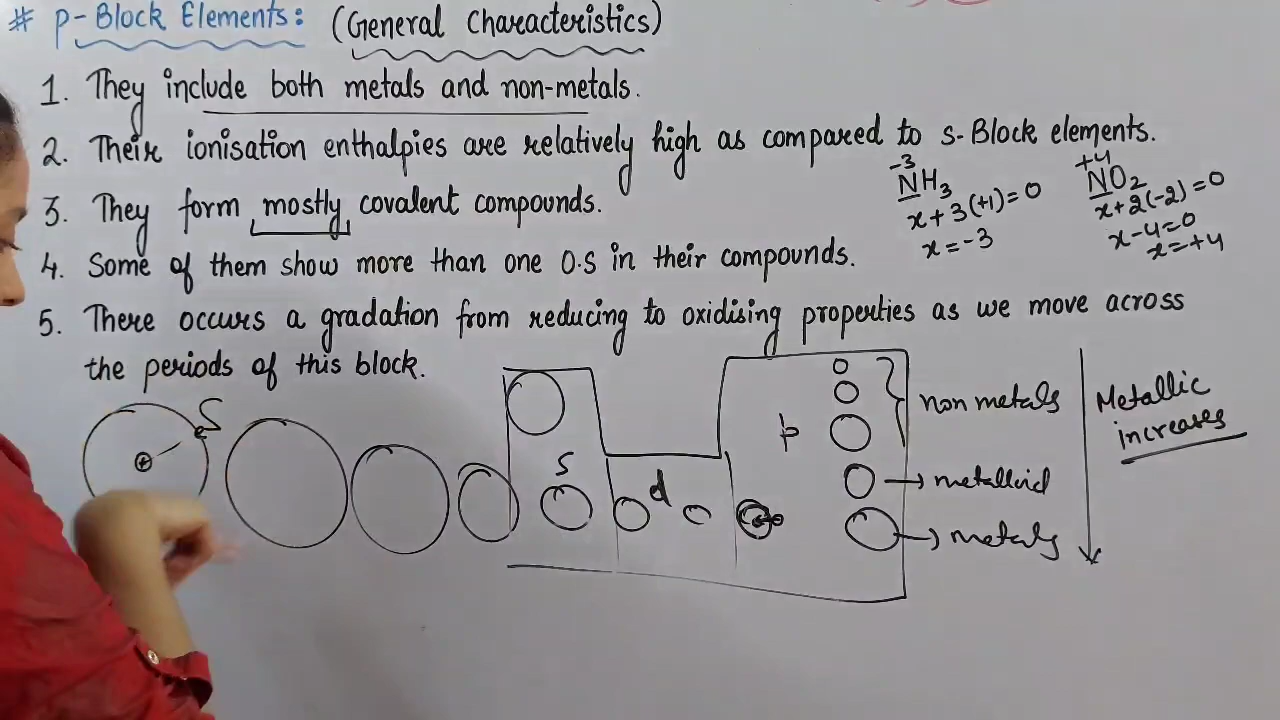 # p-Block Elements: (General Characteristics)
1. They include both metals and non-metals.
2. Their ionisation enthalpies are relatively high as compared to s-Block elements.
3. They form mostly covalent compounds.
4. Some of them show more than one O.S in their compounds.
5. There occurs a gradation from reducing to oxidising properties as we move across
the periods of this block.
-3
NH3
x+3(+1)=0
x=-3
+4
NO2
x+2(-2)=0
x-4=0
x=+4
+
e
s
d
p
non metals
metalloid
metals
Metallic
increases